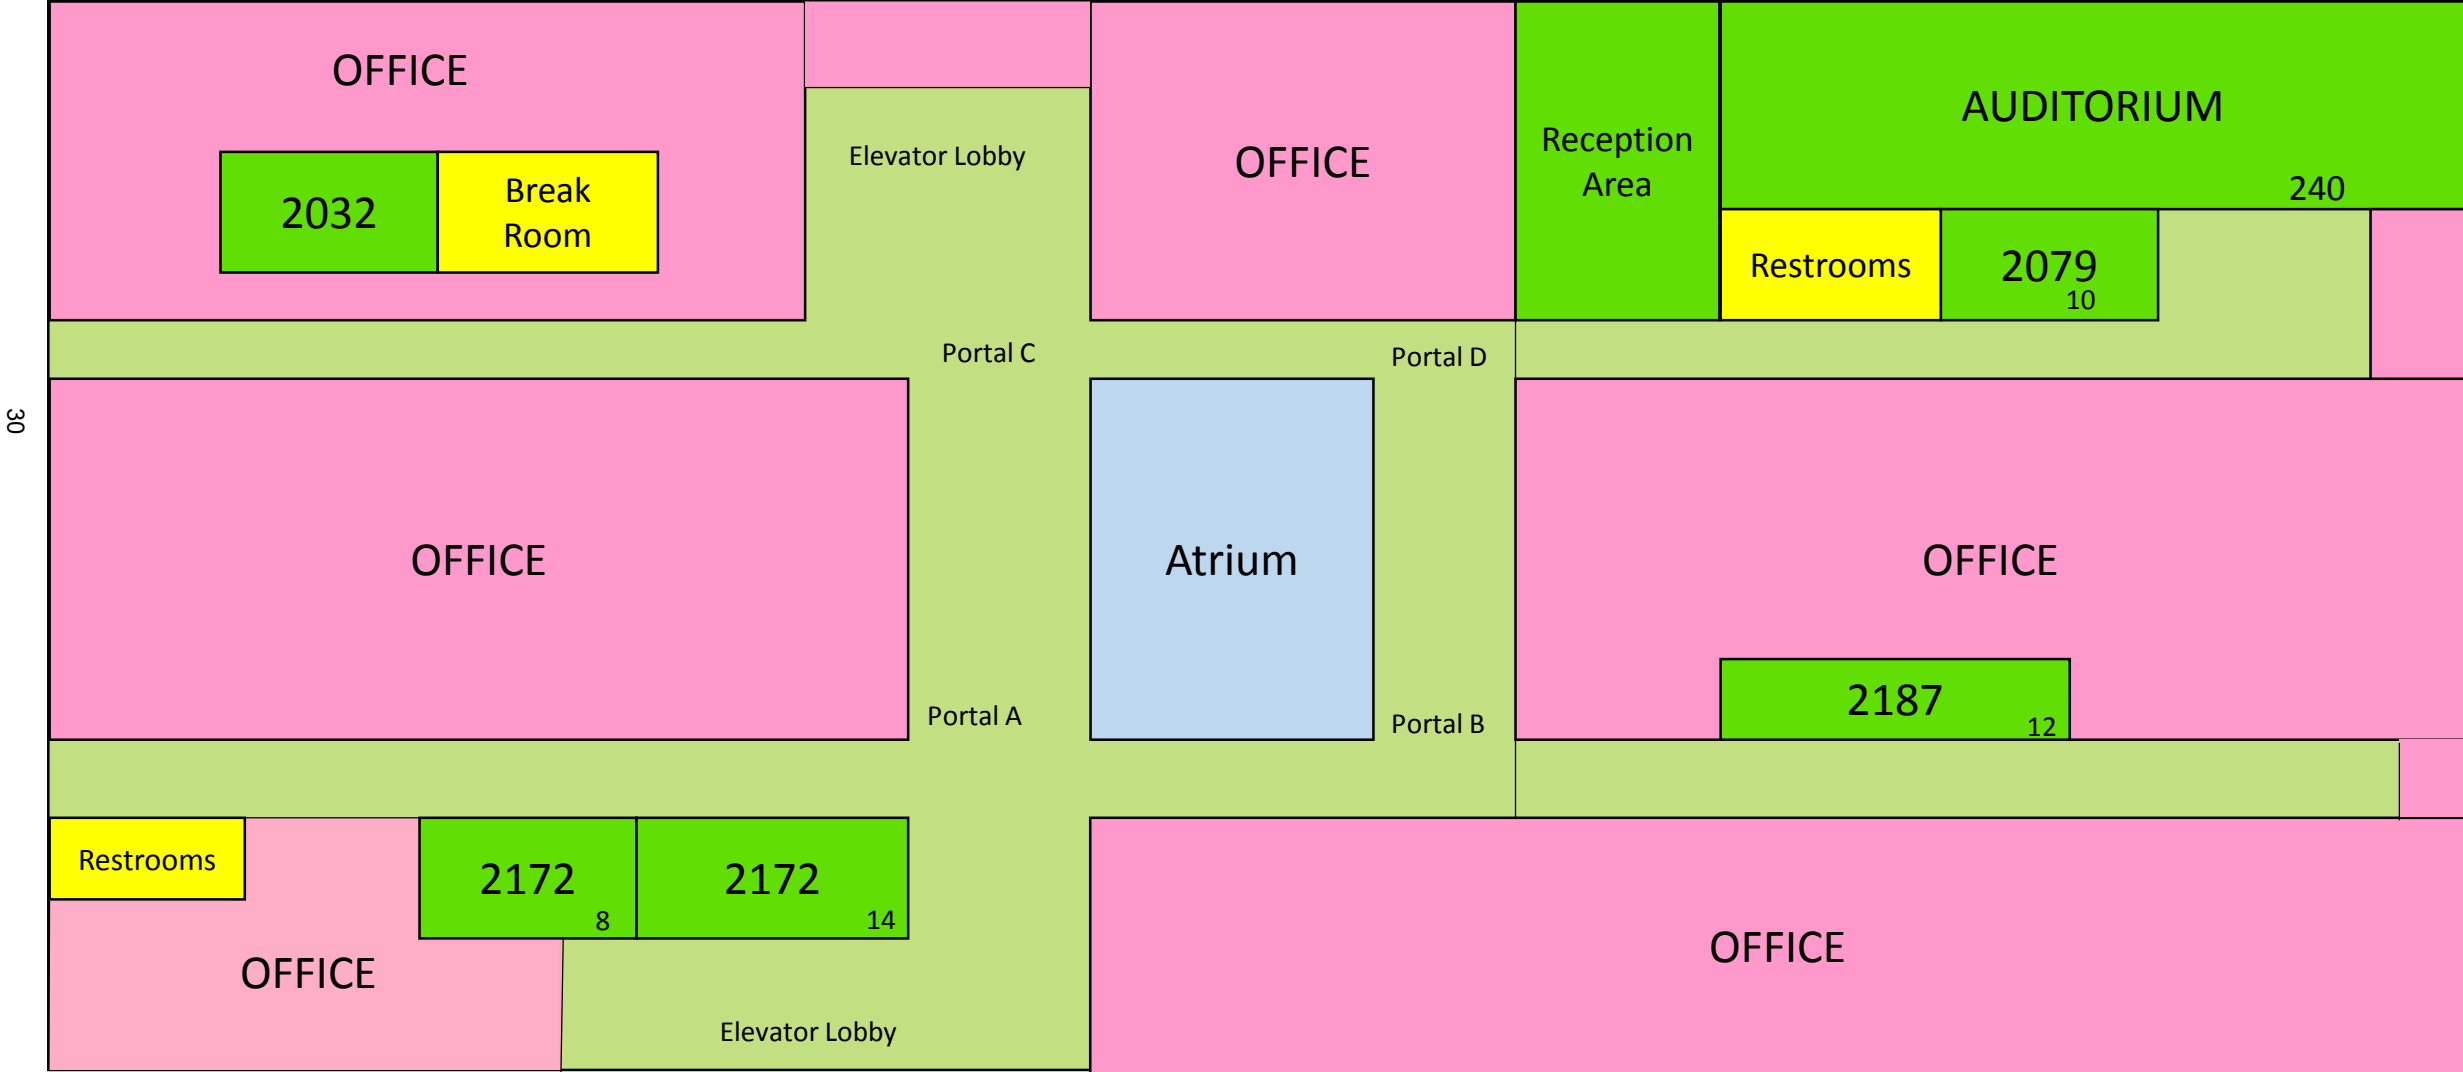 OFFICE
Elevator Lobby
OFFICE
Reception
Area
AUDITORIUM
240
2032
Break
Room
Restrooms
2079
10
Portal C
Portal D
30
OFFICE
Atrium
OFFICE
Portal A
Portal B
2187
12
Restrooms
2172
8
2172
14
OFFICE
OFFICE
Elevator Lobby